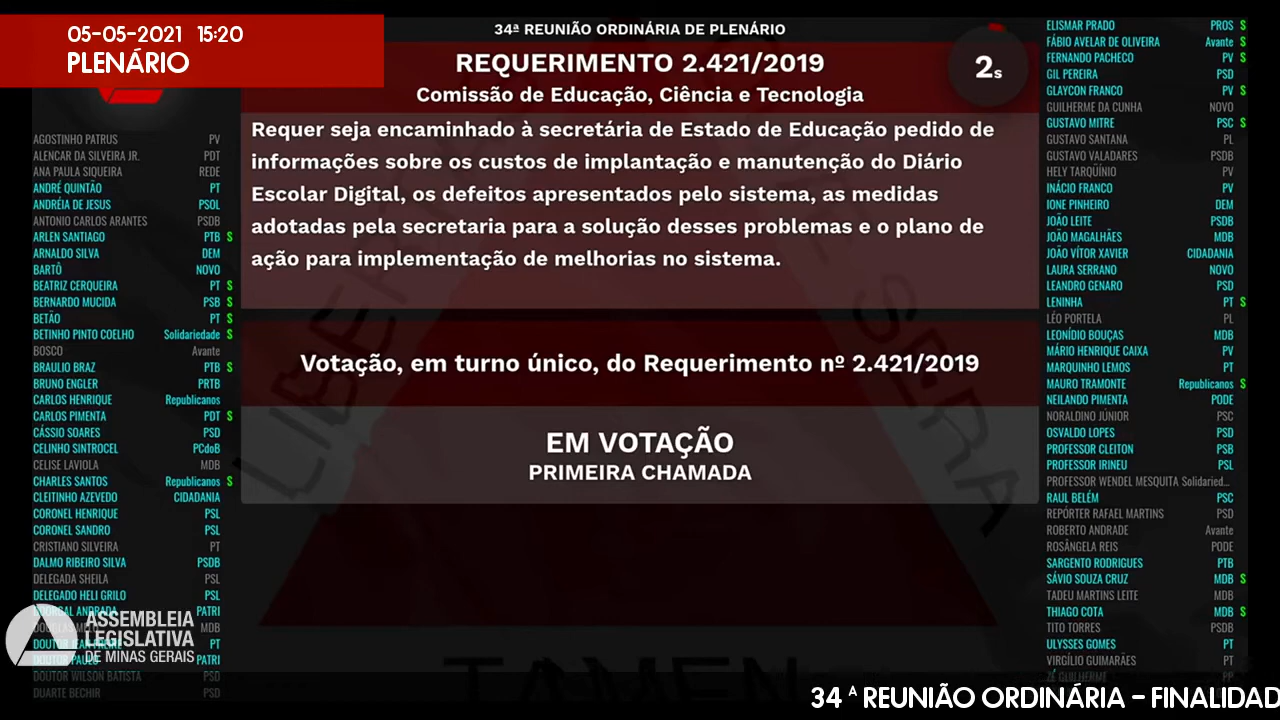 05-05-2021 15:20
PLENÁRIO
34ª REUNIÃO ORDINÁRIA DE PLENÁRIO
REQUERIMENTO 2.421/2019
Comissão de Educação, Ciência e Tecnologia
2s
Requer seja encaminhado à secretária de Estado de Educação pedido de
informações sobre os custos de implantação e manutenção do Diário
Escolar Digital, os defeitos apresentados pelo sistema, as medidas
adotadas pela secretaria para a solução desses problemas e o plano de
ação para implementação de melhorias no sistema.
Votação, em turno único, do Requerimento nº 2.421/2019
EM VOTAÇÃO
PRIMEIRA CHAMADA
AGOSTINHO PATRUS PV
ALENCAR DA SILVEIRA JR. PDT
ANA PAULA SIQUEIRA REDE
ANDRÉ QUINTÃO PT
ANDRÉIA DE JESUS PSOL
ANTONIO CARLOS ARANTES PSDB
ARLEN SANTIAGO PTB S
ARNALDO SILVA DEM
BARTÔ NOVO
BEATRIZ CERQUEIRA PT S
BERNARDO MUCIDA PSB S
BETÃO PT S
BETINHO PINTO COELHO Solidariedade S
BOSCO Avante
BRAULIO BRAZ PTB S
BRUNO ENGLER PRTB
CARLOS HENRIQUE Republicanos
CARLOS PIMENTA PDT S
CÁSSIO SOARES PSD
CELINHO SINTROCEL PCdoB
CELISE LAVIOLA MDB
CHARLES SANTOS Republicanos S
CLEITINHO AZEVEDO CIDADANIA
CORONEL HENRIQUE PSL
CORONEL SANDRO PSL
CRISTIANO SILVEIRA PT
DALMO RIBEIRO SILVA PSDB
DELEGADA SHEILA PSL
DELEGADO HELI GRILO PSL
DOORGAL ANDRADA PATRI
DOUGLAS MELO MDB
DOUTOR JEAN FREIRE PT
DOUTOR PAULO PATRI
DOUTOR WILSON BATISTA PSD
DUARTE BECHIR PSD
ELISMAR PRADO PROS S
FÁBIO AVELAR DE OLIVEIRA Avante S
FERNANDO PACHECO PV S
GIL PEREIRA PSD
GLAYCON FRANCO PV S
GUILHERME DA CUNHA NOVO
GUSTAVO MITRE PSC S
GUSTAVO SANTANA PL
GUSTAVO VALADARES PSDB
HELY TARQÜÍNIO PV
INÁCIO FRANCO PV
IONE PINHEIRO DEM
JOÃO LEITE PSDB
JOÃO MAGALHÃES MDB
JOÃO VÍTOR XAVIER CIDADANIA
LAURA SERRANO NOVO
LEANDRO GENARO PSD
LENINHA PT S
LÉO PORTELA PL
LEONÍDIO BOUÇAS MDB
MÁRIO HENRIQUE CAIXA PV
MARQUINHO LEMOS PT
MAURO TRAMONTE Republicanos S
NEILANDO PIMENTA PODE
NORALDINO JÚNIOR PSC
OSVALDO LOPES PSD
PROFESSOR CLEITON PSB
PROFESSOR IRINEU PSL
PROFESSOR WENDEL MESQUITA Solidaried...
RAUL BELÉM PSC
REPÓRTER RAFAEL MARTINS PSD
ROBERTO ANDRADE Avante
ROSÂNGELA REIS PODE
SARGENTO RODRIGUES PTB
SÁVIO SOUZA CRUZ MDB S
TADEU MARTINS LEITE MDB
THIAGO COTA MDB S
TITO TORRES PSDB
ULYSSES GOMES PT
VIRGÍLIO GUIMARÃES PT
ZÉ GUILHERME PP
ASSEMBLEIA
LEGISLATIVA
DE MINAS GERAIS
34 ª REUNIÃO ORDINÁRIA - FINALIDAD